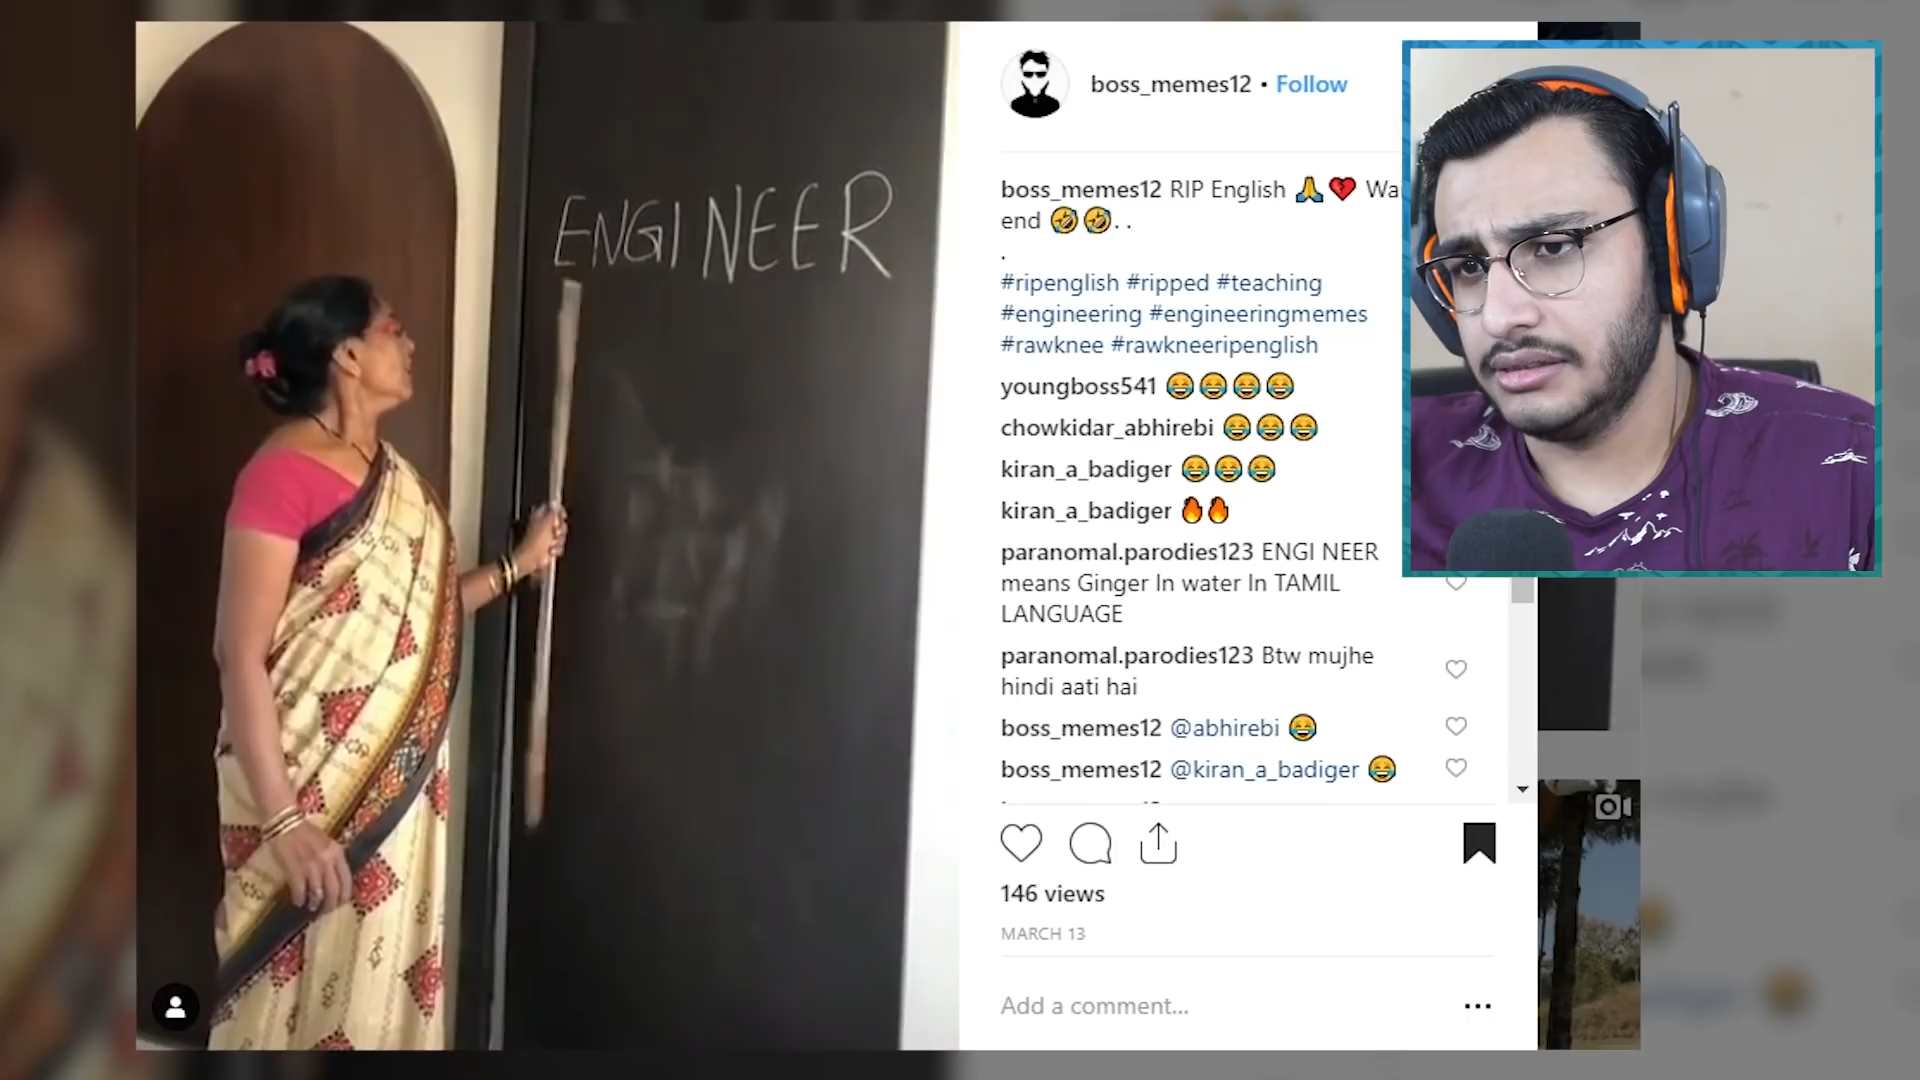 ENGINEER
boss_memes12 • Follow
boss_memes12 RIP English 🙏💔 Wa
end 🤣🤣. .
.
#ripenglish #ripped #teaching
#engineering #engineeringmemes
#rawknee #rawkneeripenglish
youngboss541 😂😂😂😂
chowkidar_abhirebi 😂😂😂
kiran_a_badiger 😂😂😂
kiran_a_badiger 🔥🔥
paranomal.parodies123 ENGI NEER
means Ginger In water In TAMIL
LANGUAGE
paranomal.parodies123 Btw mujhe
hindi aati hai
boss_memes12 @abhirebi 😂
boss_memes12 @kiran_a_badiger 😂
146 views
MARCH 13
Add a comment...